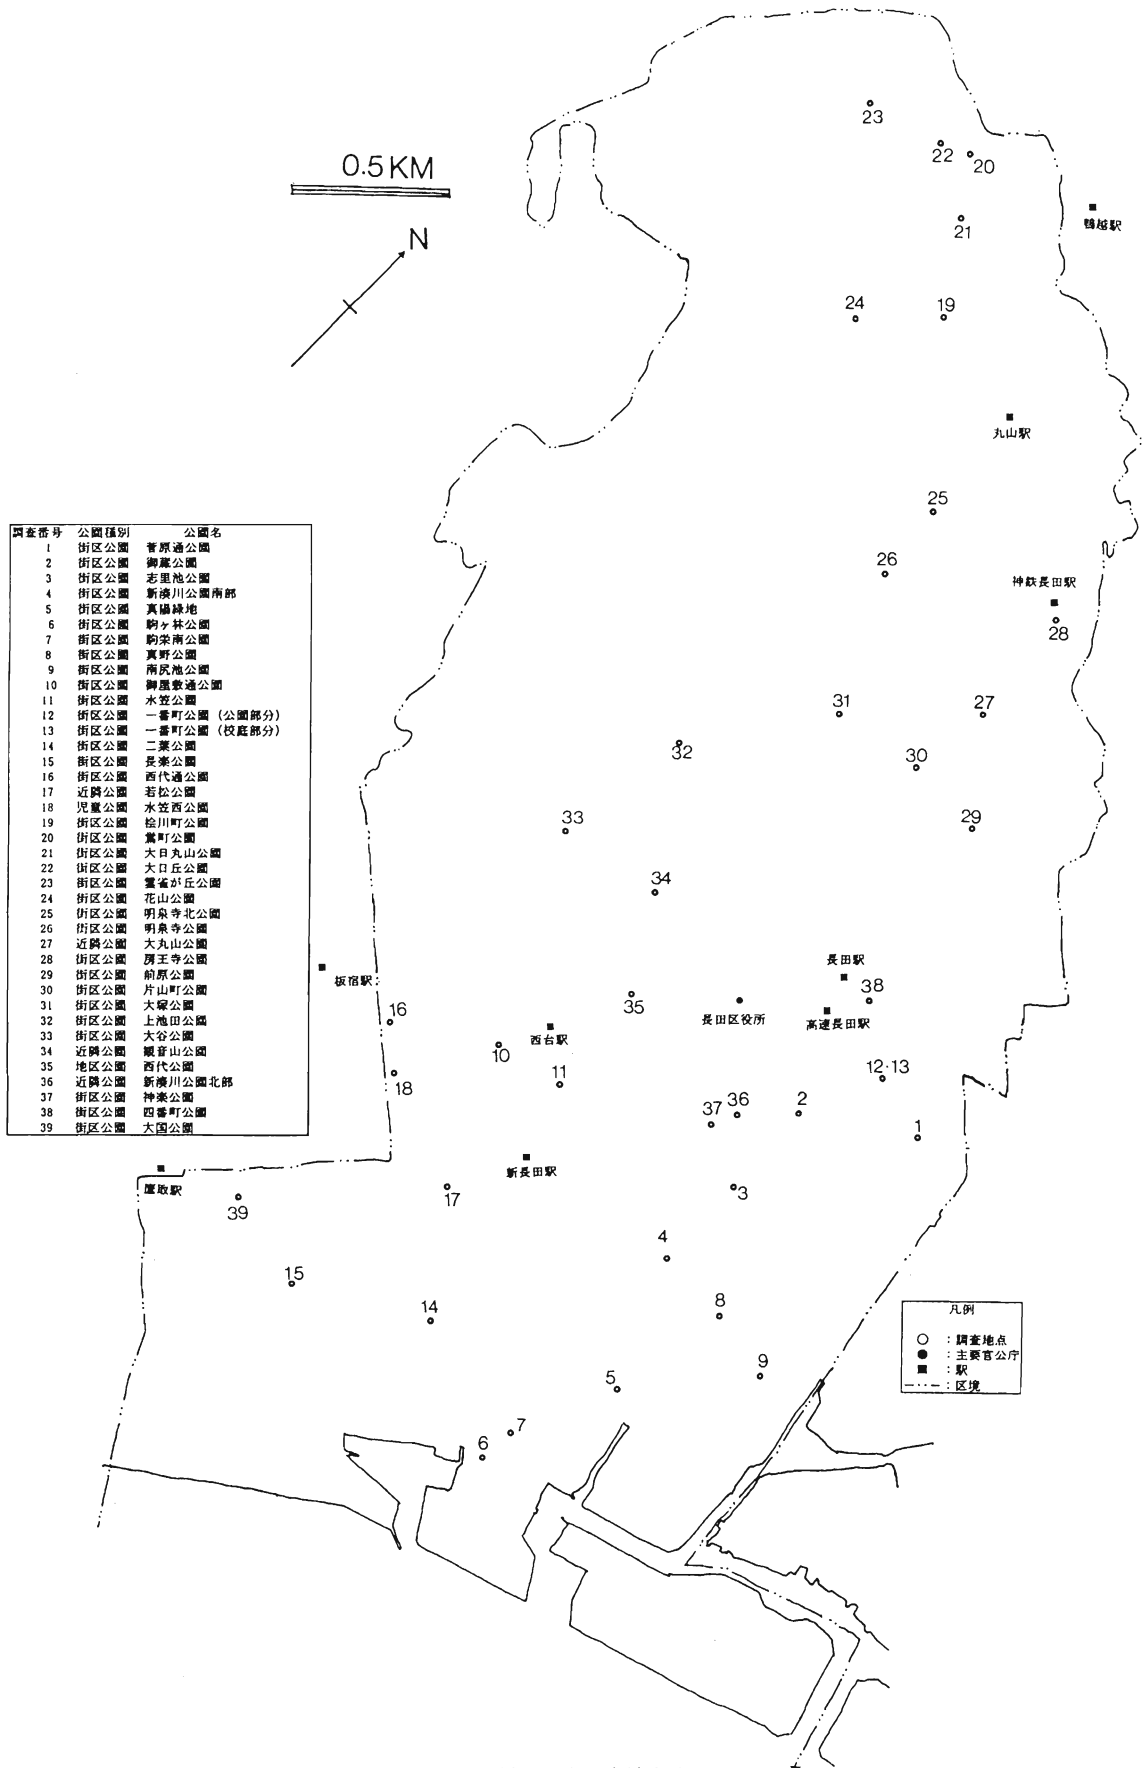 0.5KM
N
23
22
20
鵯越駅
21
24
19
丸山駅
25
26
神鉄長田駅
28
31
27
32
30
33
29
34
長田駅
板宿駅
38
35
長田区役所
高速長田駅
16
西台駅
10
12·13
11
18
36
2
37
1
新長田駅
鷹取駅
17
3
39
4
15
8
14
9
5
7
6
調査番号 公園種別 公園名
1 街区公園 菅原通公園
2 街区公園 御蔵公園
3 街区公園 志里池公園
4 街区公園 新湊川公園南部
5 街区公園 真陽緑地
6 街区公園 駒ヶ林公園
7 街区公園 駒栄南公園
8 街区公園 真野公園
9 街区公園 南尻池公園
10 街区公園 御屋敷通公園
11 街区公園 水笠公園
12 街区公園 一番町公園(公園部分)
13 街区公園 一番町公園(校庭部分)
14 街区公園 二葉公園
15 街区公園 長楽公園
16 街区公園 西代通公園
17 近隣公園 若松公園
18 児童公園 水笠西公園
19 街区公園 桧川町公園
20 街区公園 鶯町公園
21 街区公園 大日丸山公園
22 街区公園 大日丘公園
23 街区公園 雲雀が丘公園
24 街区公園 花山公園
25 街区公園 明泉寺北公園
26 街区公園 明泉寺公園
27 近隣公園 大丸山公園
28 街区公園 房王寺公園
29 街区公園 前原公園
30 街区公園 片山町公園
31 街区公園 大塚公園
32 街区公園 上池田公園
33 街区公園 大谷公園
34 近隣公園 観音山公園
35 地区公園 西代公園
36 近隣公園 新湊川公園北部
37 街区公園 神楽公園
38 街区公園 四番町公園
39 街区公園 大国公園
凡例
○ : 調査地点
● : 主要官公庁
■ : 駅
: 区境